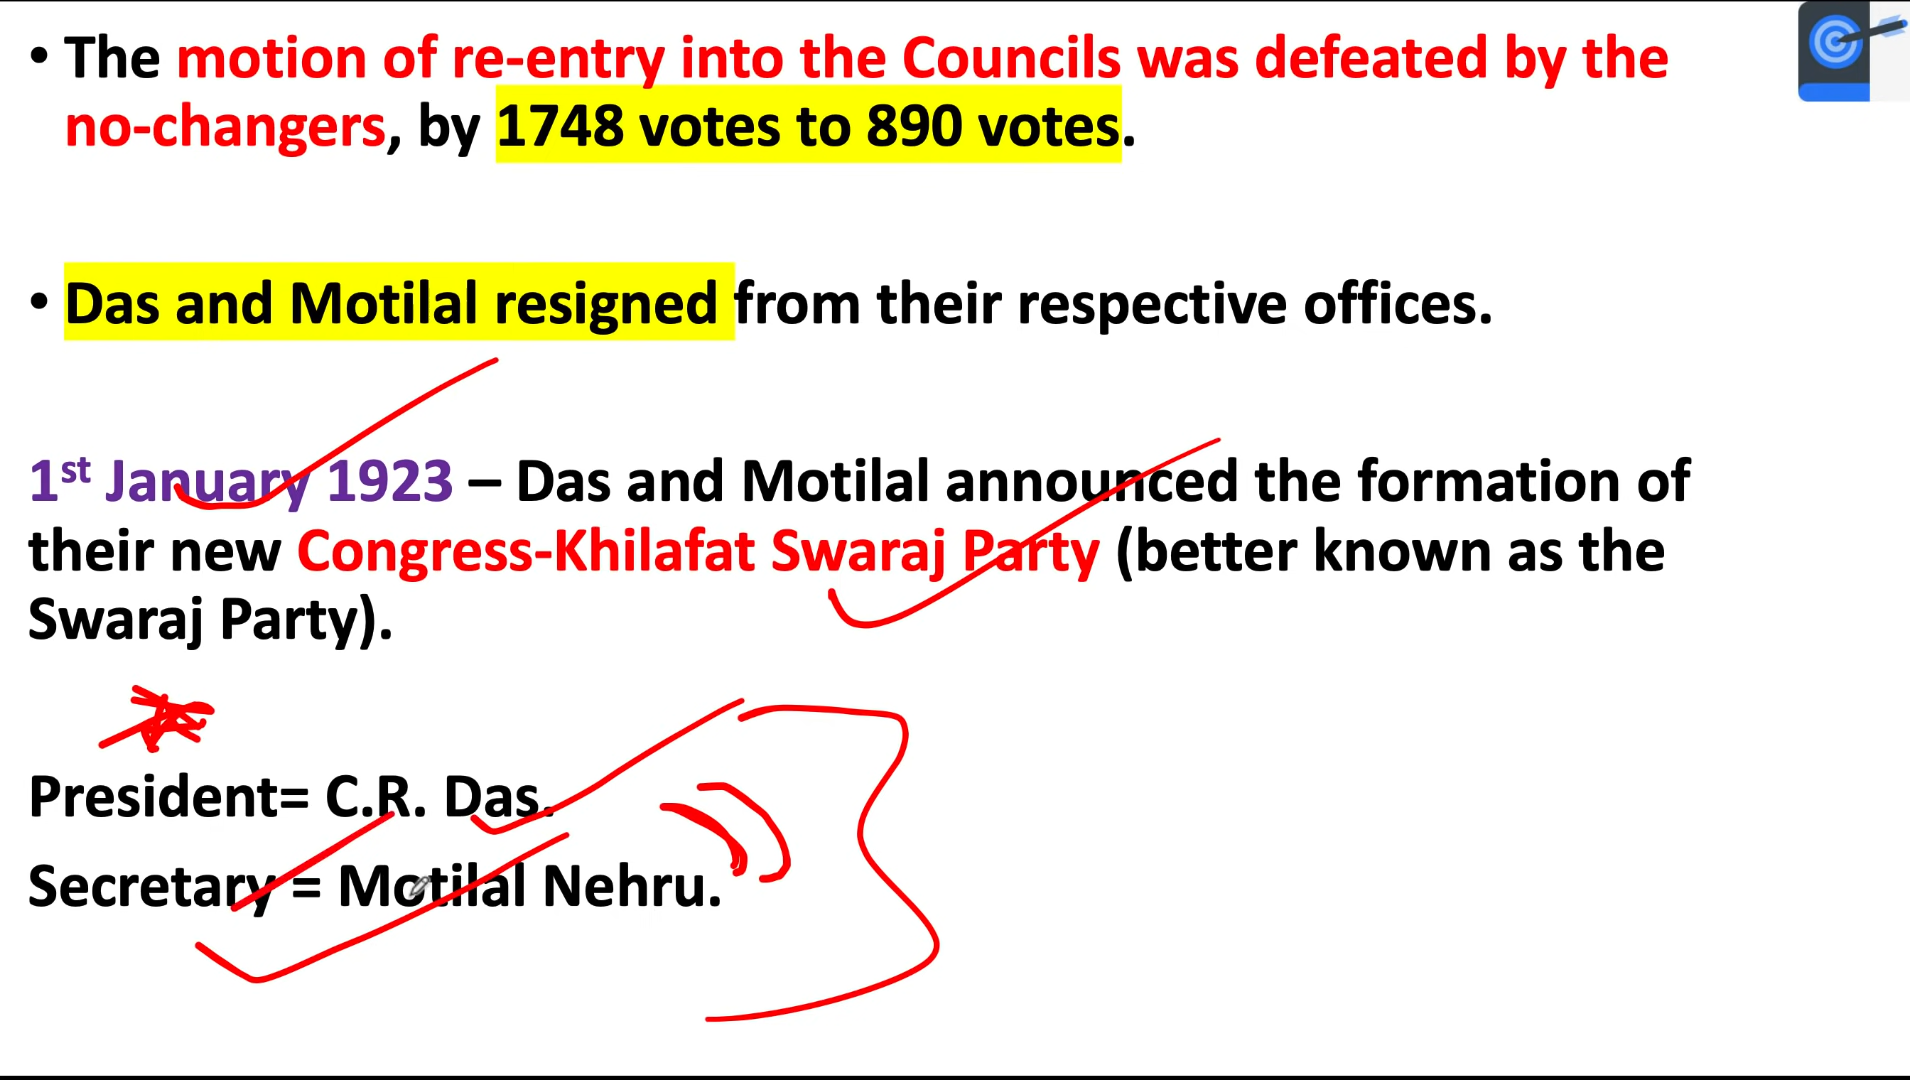 • The motion of re-entry into the Councils was defeated by the
no-changers, by 1748 votes to 890 votes.
• Das and Motilal resigned from their respective offices.
1st January 1923 – Das and Motilal announced the formation of
their new Congress-Khilafat Swaraj Party (better known as the
Swaraj Party).
President= C.R. Das.
Secretary = Motilal Nehru.